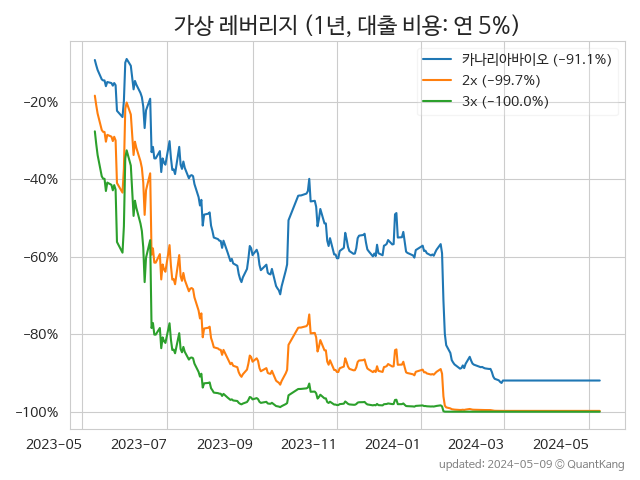 가상 레버리지 (1년, 대출 비용: 연 5%)
카나리아바이오 (−91.1%)
2x (−99.7%)
3x (−100.0%)
−20%
−40%
−60%
−80%
−100%
2023-05 2023-07 2023-09 2023-11 2024-01 2024-03 2024-05
updated: 2024-05-09 © QuantKang